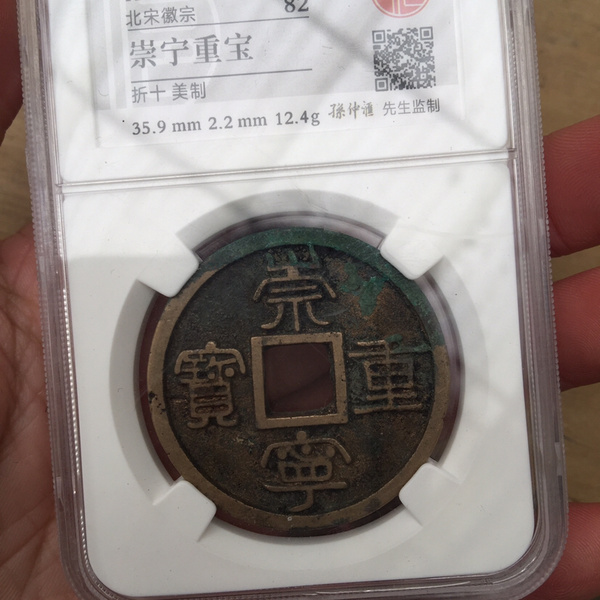 北宋徽宗 82
崇宁重宝
折十 美制
35.9 mm 2.2 mm 12.4g 孫仲匯 先生监制
崇
寶 重
寧